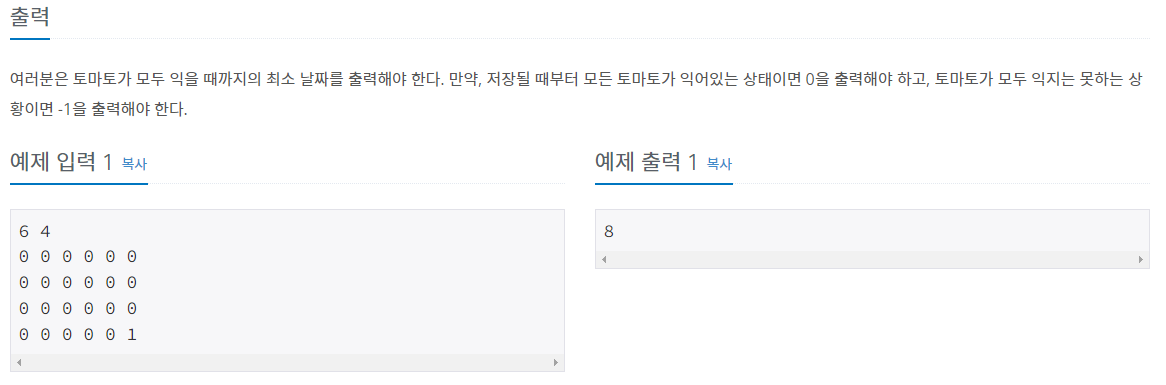 출력
여러분은 토마토가 모두 익을 때까지의 최소 날짜를 출력해야 한다. 만약, 저장될 때부터 모든 토마토가 익어있는 상태이면 0을 출력해야 하고, 토마토가 모두 익지는 못하는 상
황이면 -1을 출력해야 한다.
예제 입력 1 복사
6 4
0 0 0 0 0 0
0 0 0 0 0 0
0 0 0 0 0 0
0 0 0 0 0 1
예제 출력 1 복사
8